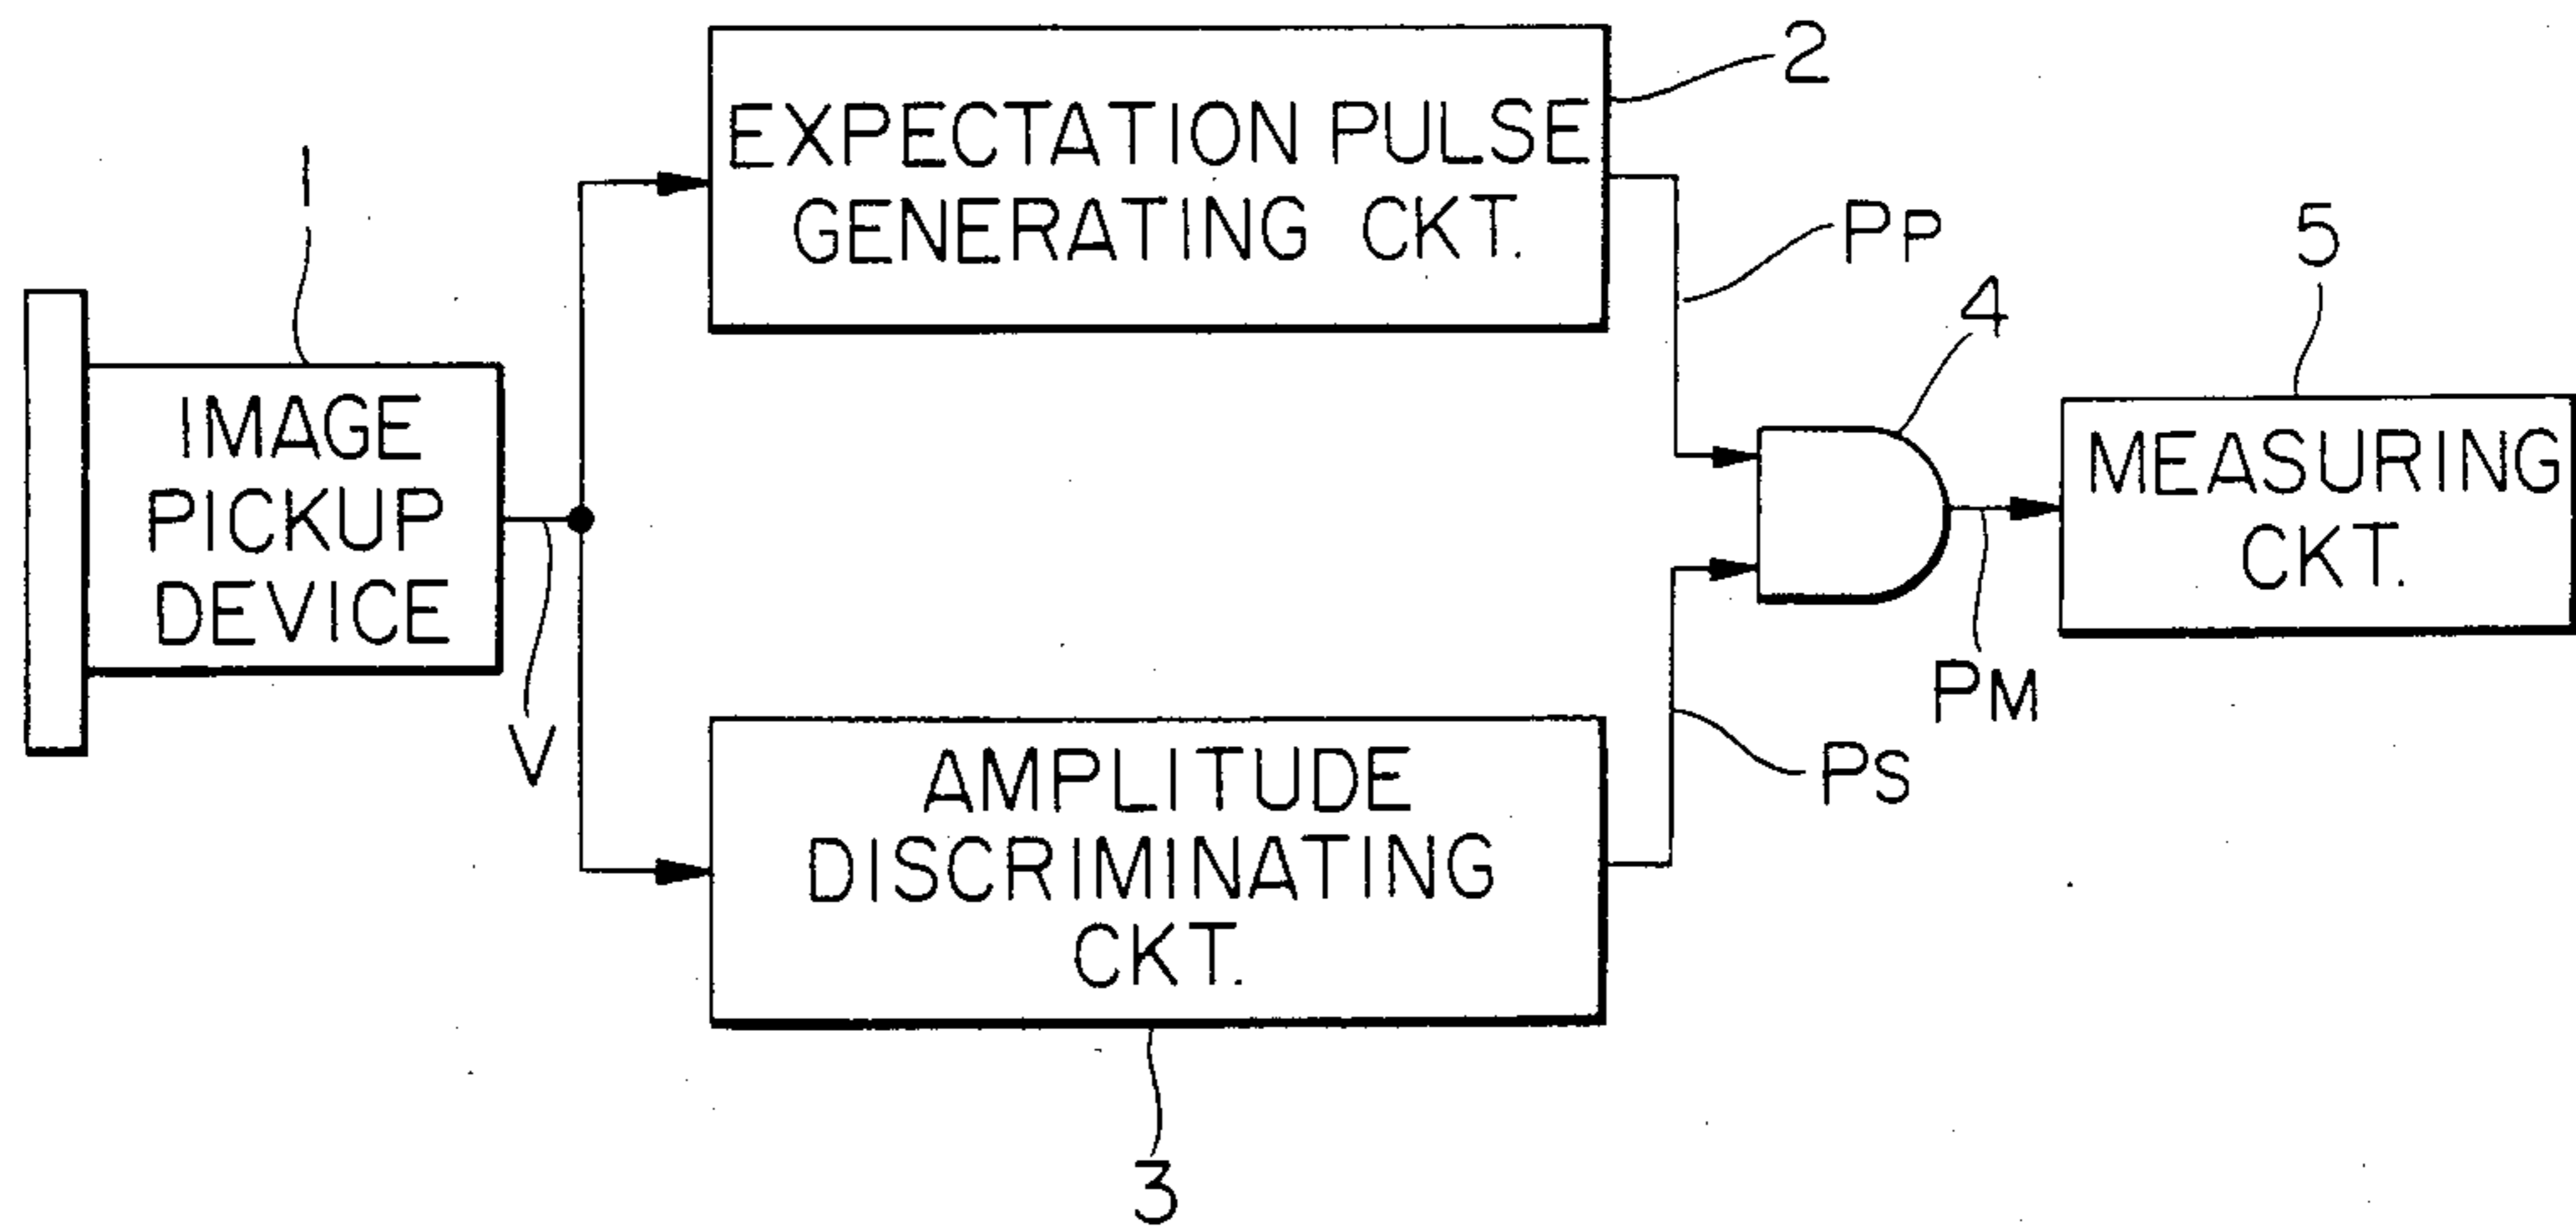 2
EXPECTATION PULSE
GENERATING CKT.
1
PP
5
4
IMAGE
PICKUP
DEVICE
MEASURING
CKT.
V
PM
PS
AMPLITUDE
DISCRIMINATING
CKT.
3